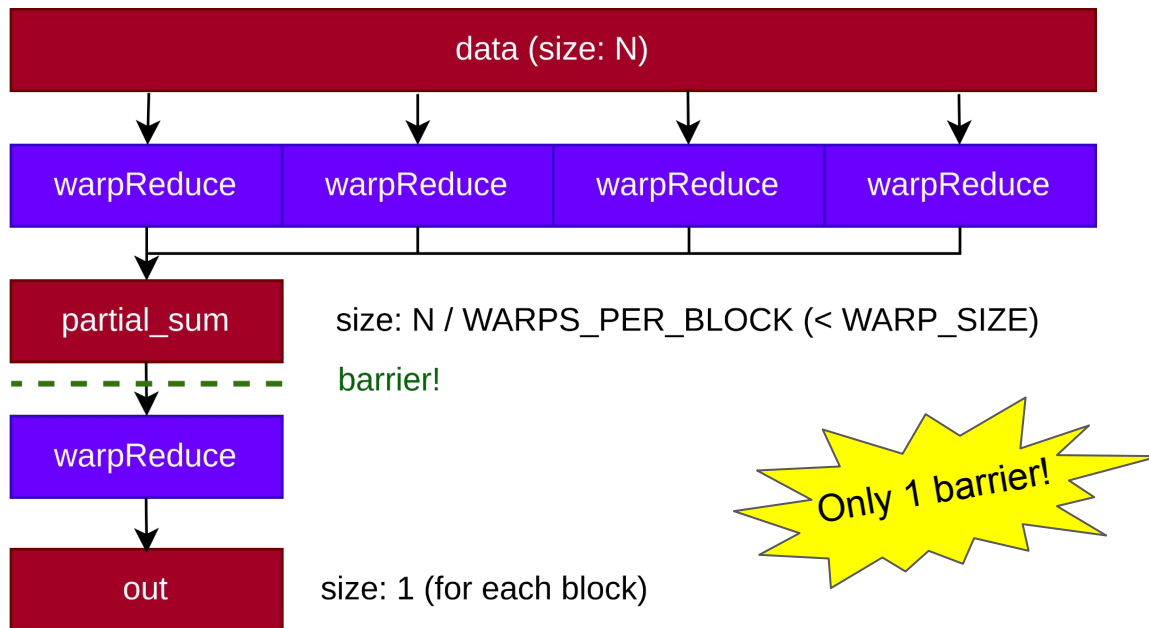 data (size: N)
warpReduce warpReduce warpReduce warpReduce
partial_sum size: N / WARPS_PER_BLOCK (< WARP_SIZE)
barrier!
warpReduce
Only 1 barrier!
out size: 1 (for each block)